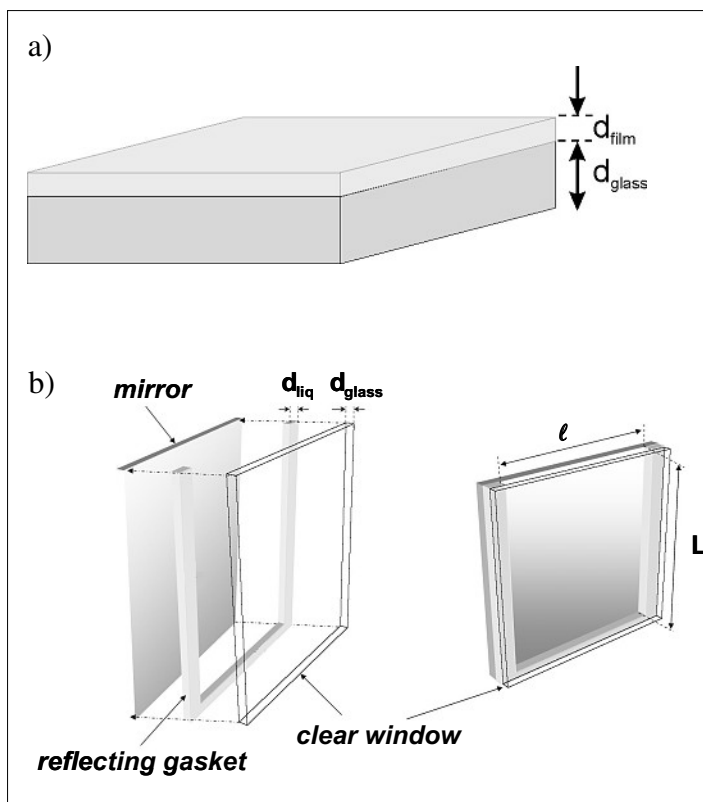 a)
d_film
d_glass
b)
mirror
d_liq d_glass
ℓ
L
reflecting gasket
clear window